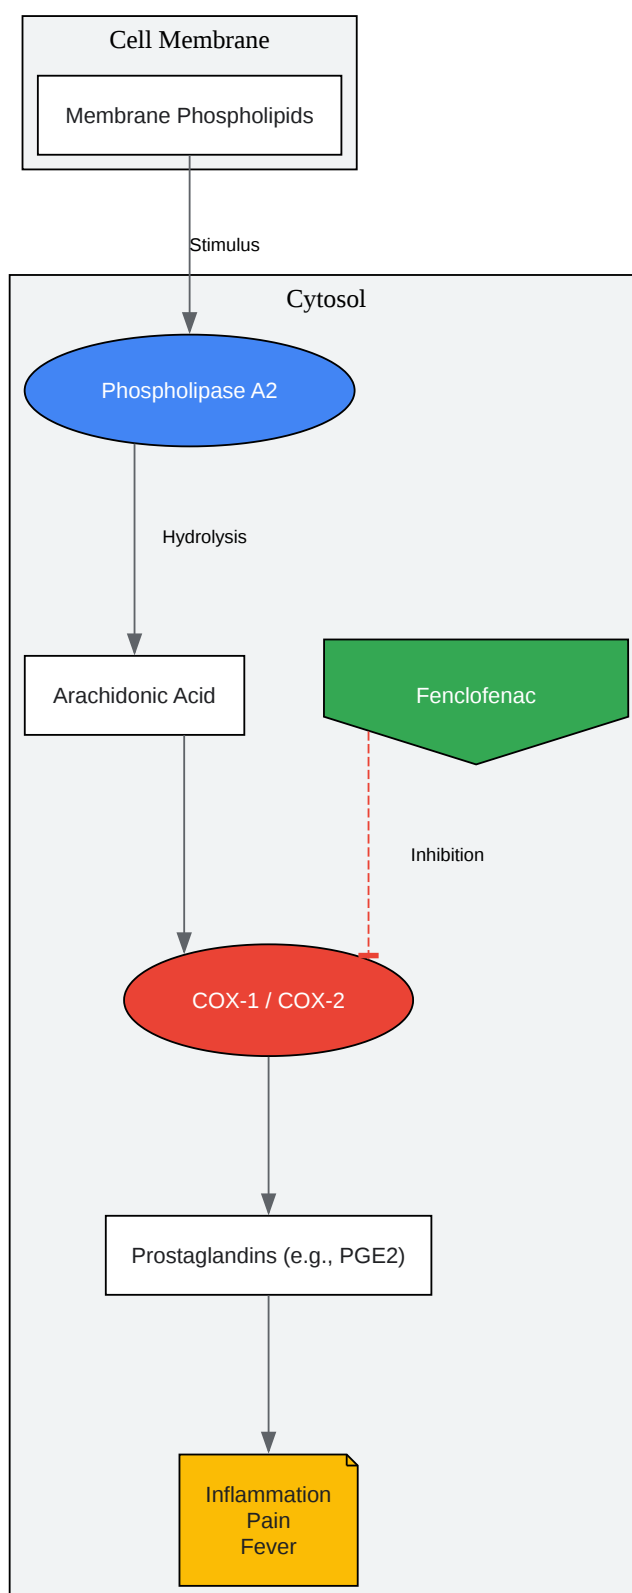 Cell Membrane
Membrane Phospholipids
Stimulus
Cytosol
Phospholipase A2
Hydrolysis
Arachidonic Acid
Fenclofenac
Inhibition
COX-1 / COX-2
Prostaglandins (e.g., PGE2)
Inflammation
Pain
Fever